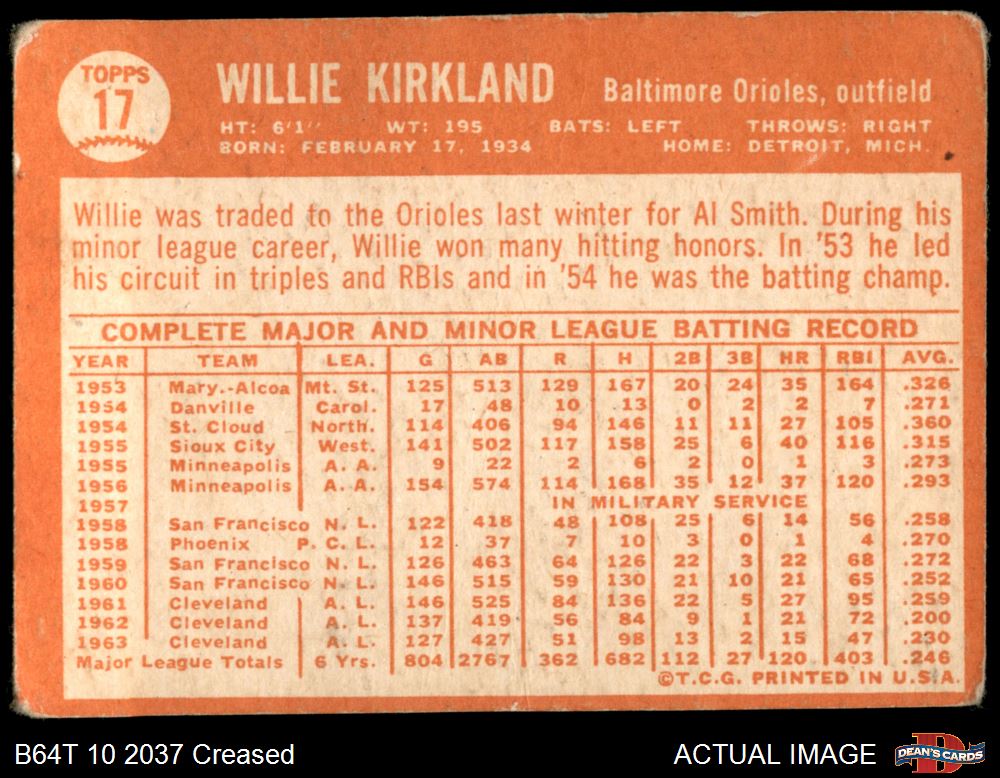 TOPPS
17
WILLIE KIRKLAND Baltimore Orioles, outfield
HT: 6'1" WT: 195 BATS: LEFT THROWS: RIGHT
BORN: FEBRUARY 17, 1934 HOME: DETROIT, MICH.
Willie was traded to the Orioles last winter for Al Smith. During his
minor league career, Willie won many hitting honors. In '53 he led
his circuit in triples and RBIs and in '54 he was the batting champ.
COMPLETE MAJOR AND MINOR LEAGUE BATTING RECORD
YEAR TEAM LEA. G AB R H 2B 3B HR RBI AVG.
1953 Mary.-Alcoa Mt. St. 125 513 129 167 20 24 35 164 .326
1954 Danville Carol. 17 48 10 13 0 2 2 7 .271
1954 St. Cloud North. 114 406 94 146 11 11 27 105 .360
1955 Sioux City West. 141 502 117 158 25 6 40 116 .315
1955 Minneapolis A. A. 9 22 2 6 2 0 1 3 .273
1956 Minneapolis A. A. 154 574 114 168 35 12 37 120 .293
1957 IN MILITARY SERVICE
1958 San Francisco N. L. 122 418 48 108 25 6 14 56 .258
1958 Phoenix P. C. L. 12 37 7 10 3 0 1 4 .270
1959 San Francisco N. L. 126 463 64 126 22 3 22 68 .272
1960 San Francisco N. L. 146 515 59 130 21 10 21 65 .252
1961 Cleveland A. L. 146 525 84 136 22 5 27 95 .259
1962 Cleveland A. L. 137 419 56 84 9 1 21 72 .200
1963 Cleveland A. L. 127 427 51 98 13 2 15 47 .230
Major League Totals 6 Yrs. 804 2767 362 682 112 27 120 403 .246
©T.C.G. PRINTED IN U.S.A.
B64T 10 2037 Creased ACTUAL IMAGE DEAN'S CARDS